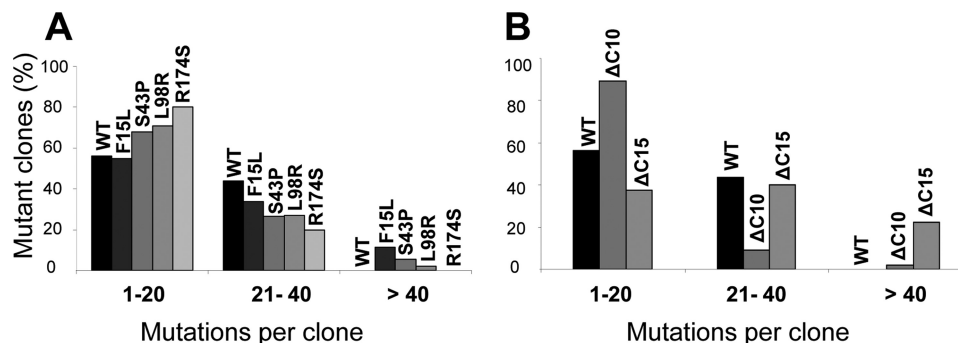 A
Mutant clones (%)
100
80
60
40
20
0
WT
F15L
S43P
L98R
R174S
WT
F15L
S43P
L98R
R174S
WT
F15L
S43P
L98R
R174S
1-20
21- 40
> 40
Mutations per clone
B
100
80
60
40
20
0
WT
ΔC10
ΔC15
WT
ΔC10
ΔC15
WT
ΔC10
ΔC15
1-20
21- 40
> 40
Mutations per clone